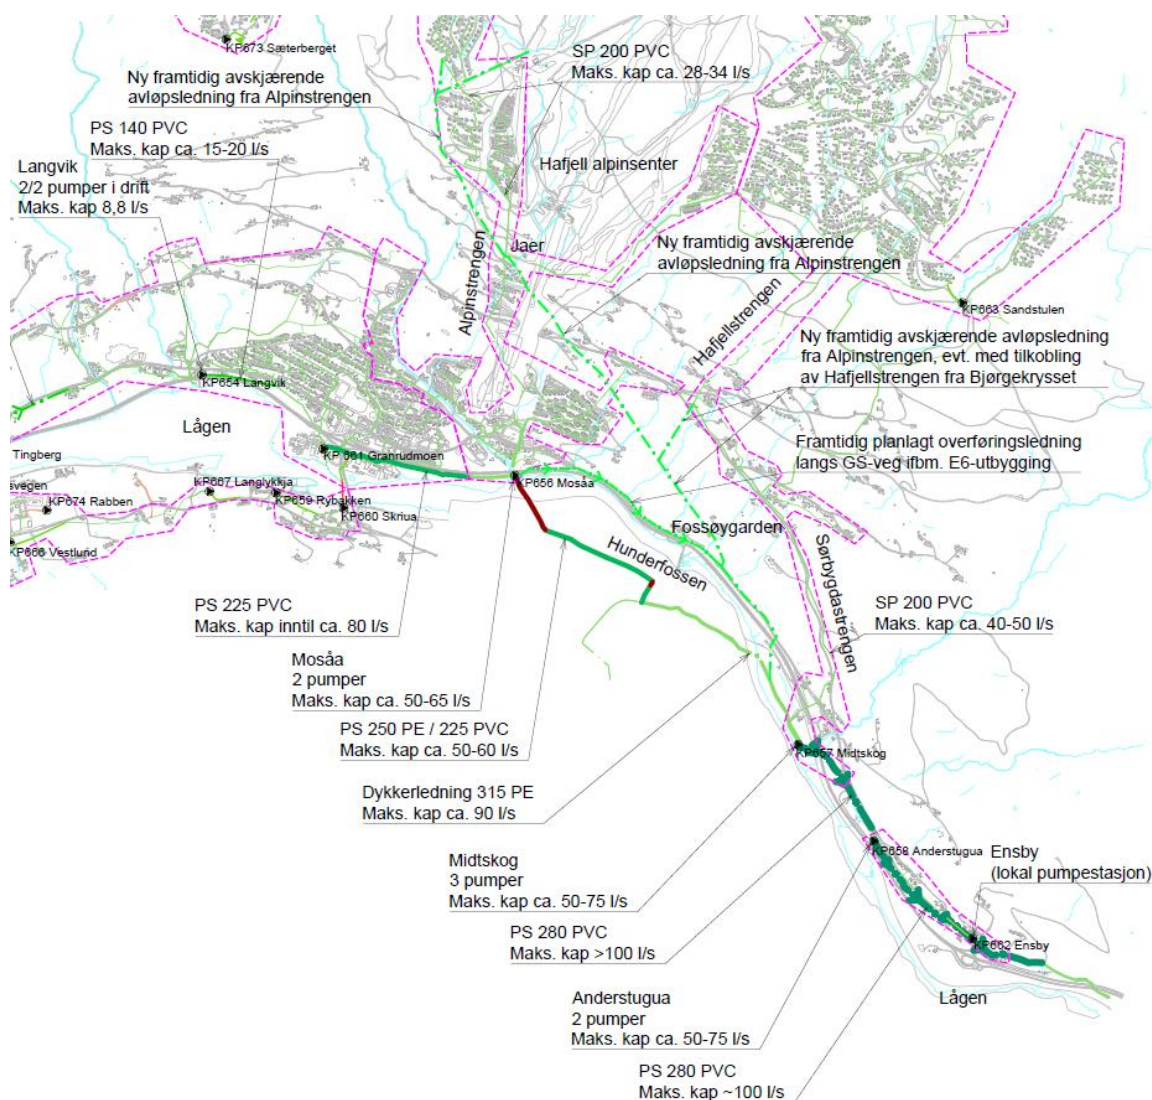 KP673 Sæterberget
SP 200 PVC
Maks. kap ca. 28-34 l/s
Ny framtidig avskjærende
avløpsledning fra Alpinstrengen
PS 140 PVC
Maks. kap ca. 15-20 l/s
Langvik
2/2 pumper i drift
Maks. kap 8,8 l/s
Hafjell alpinsenter
Jaer
Alpinstrengen
Ny framtidig avskjærende
avløpsledning fra Alpinstrengen
Hafjellstrengen
KP663 Sandstulen
Ny framtidig avskjærende avløpsledning
fra Alpinstrengen, evt. med tilkobling
av Hafjellstrengen fra Bjørgekrysset
KP654 Langvik
Lågen
Tingberg
KP 661 Granrudmoen
Framtidig planlagt overføringsledning
langs GS-veg ifbm. E6-utbygging
svegen
KP667 Langlykkja
KP674 Rabben
KP659 Rybakken
KP660 Skriua
KP656 Mosåa
KP666 Vestlund
Fossøygarden
Hunderfossen
Sørbygdastrengen
PS 225 PVC
Maks. kap inntil ca. 80 l/s
SP 200 PVC
Maks. kap ca. 40-50 l/s
Mosåa
2 pumper
Maks. kap ca. 50-65 l/s
PS 250 PE / 225 PVC
Maks. kap ca. 50-60 l/s
KP657 Midtskog
Dykkerledning 315 PE
Maks. kap ca. 90 l/s
Midtskog
3 pumper
Maks. kap ca. 50-75 l/s
KP658 Anderstugua
Ensby
(lokal pumpestasjon)
PS 280 PVC
Maks. kap >100 l/s
KP662 Ensby
Lågen
Anderstugua
2 pumper
Maks. kap ca. 50-75 l/s
PS 280 PVC
Maks. kap ~100 l/s